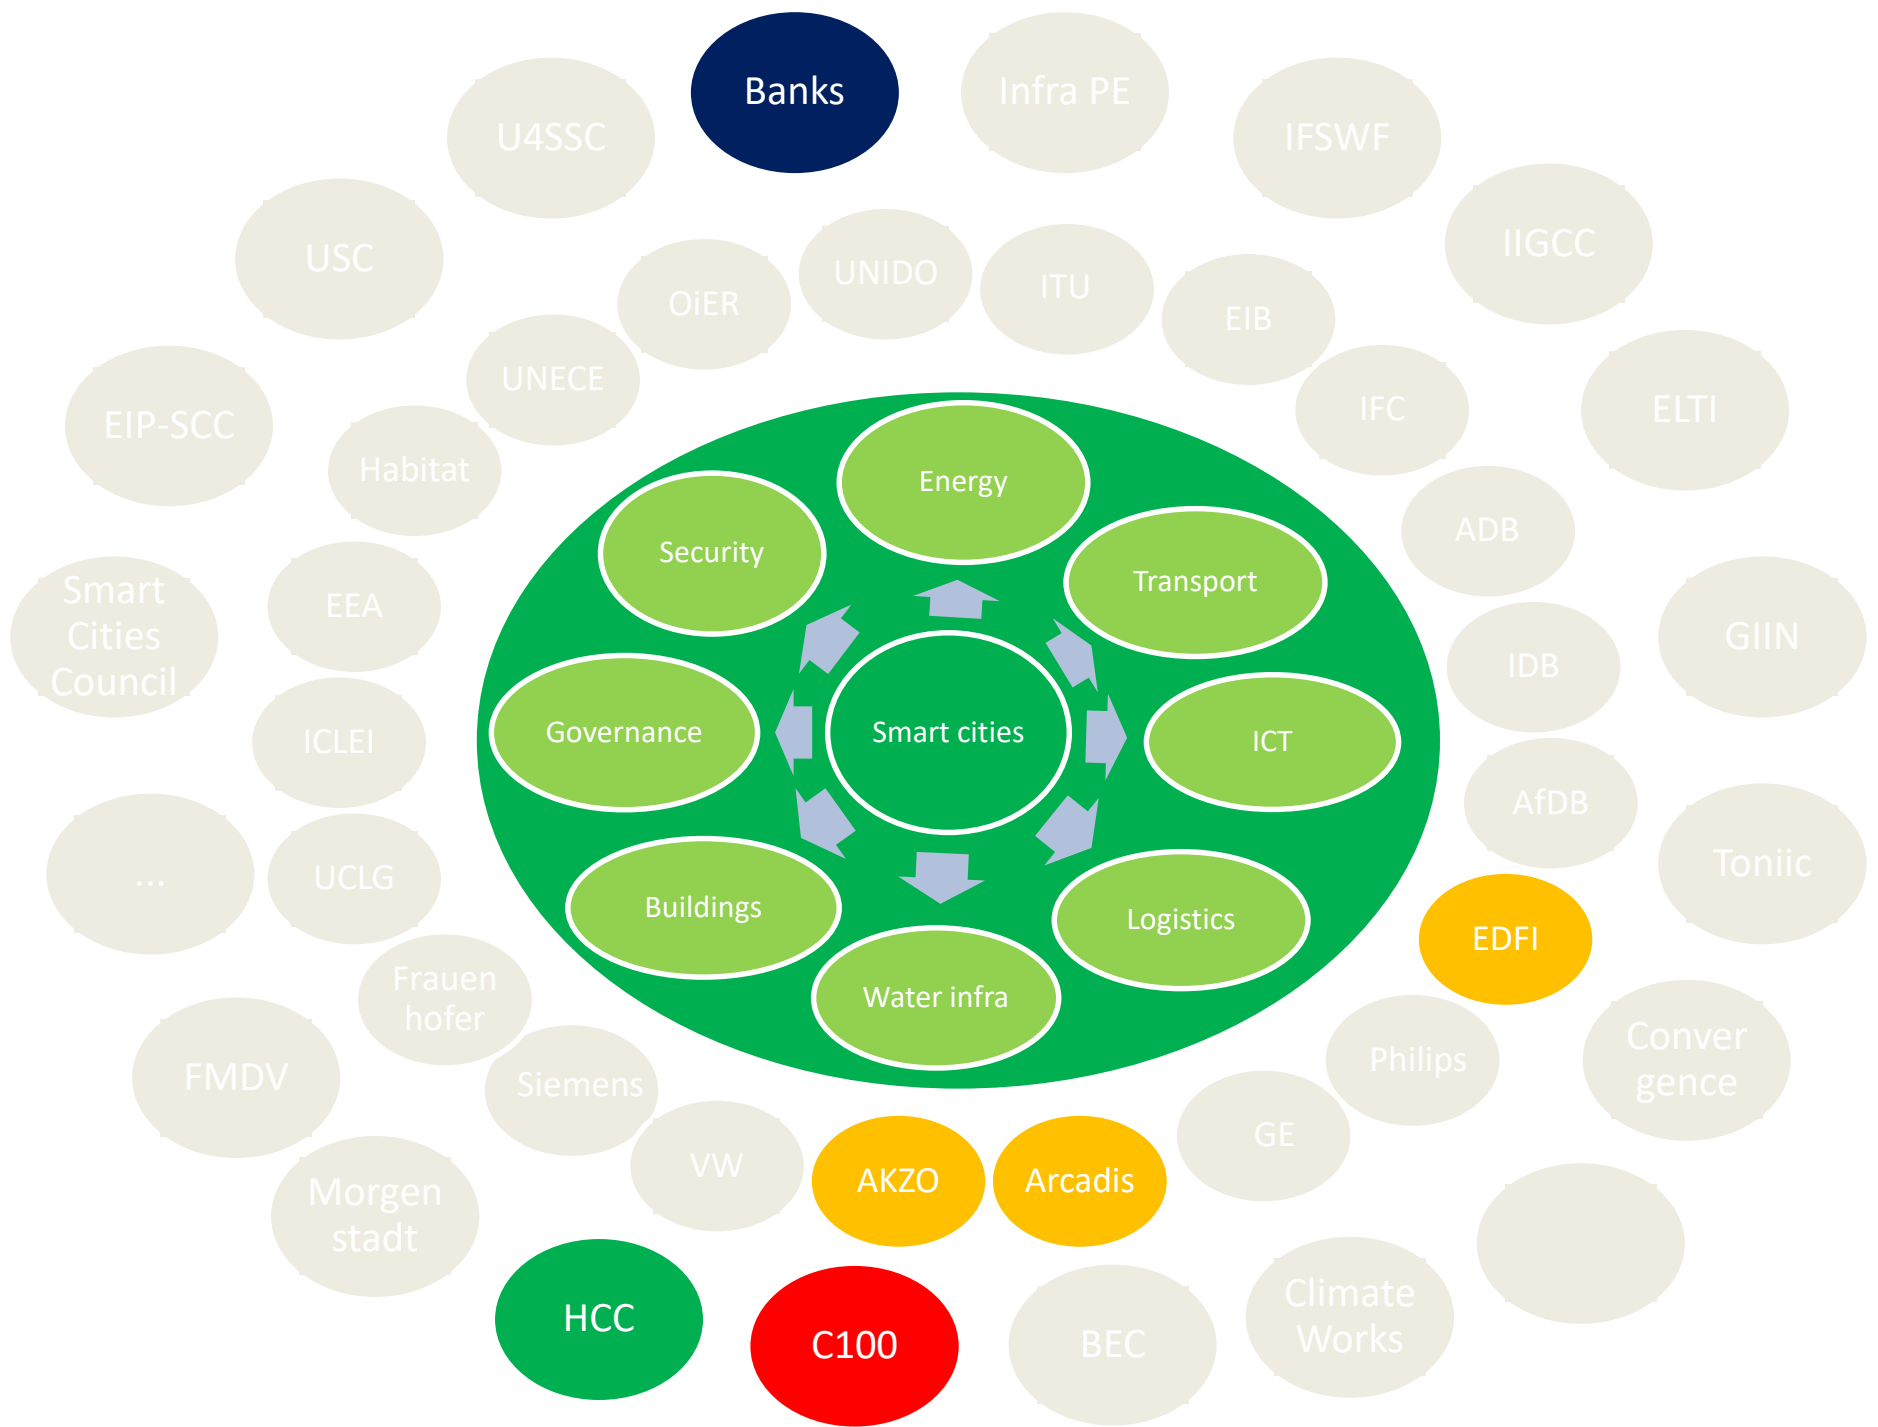 Banks
Infra PE
U4SSC
IFSWF
USC
IIGCC
UNIDO
ITU
OiER
EIB
UNECE
IFC
EIP-SCC
ELTI
Habitat
Energy
ADB
Security
Transport
Smart
Cities
Council
EEA
GIIN
IDB
ICLEI
Governance
Smart cities
ICT
AfDB
...
UCLG
Toniic
Buildings
Logistics
EDFI
Frauen
hofer
Water infra
Conver
gence
Philips
FMDV
Siemens
GE
VW
AKZO
Arcadis
Morgen
stadt
HCC
C100
BEC
Climate
Works